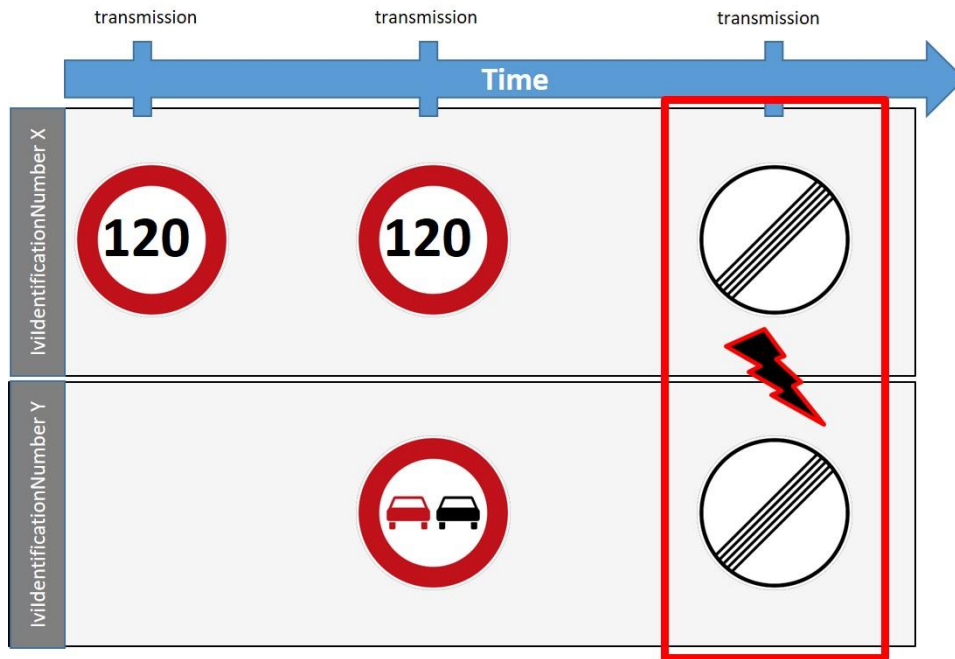 transmission
transmission
transmission
Time
IviIdentificationNumber X
120
120
IviIdentificationNumber Y